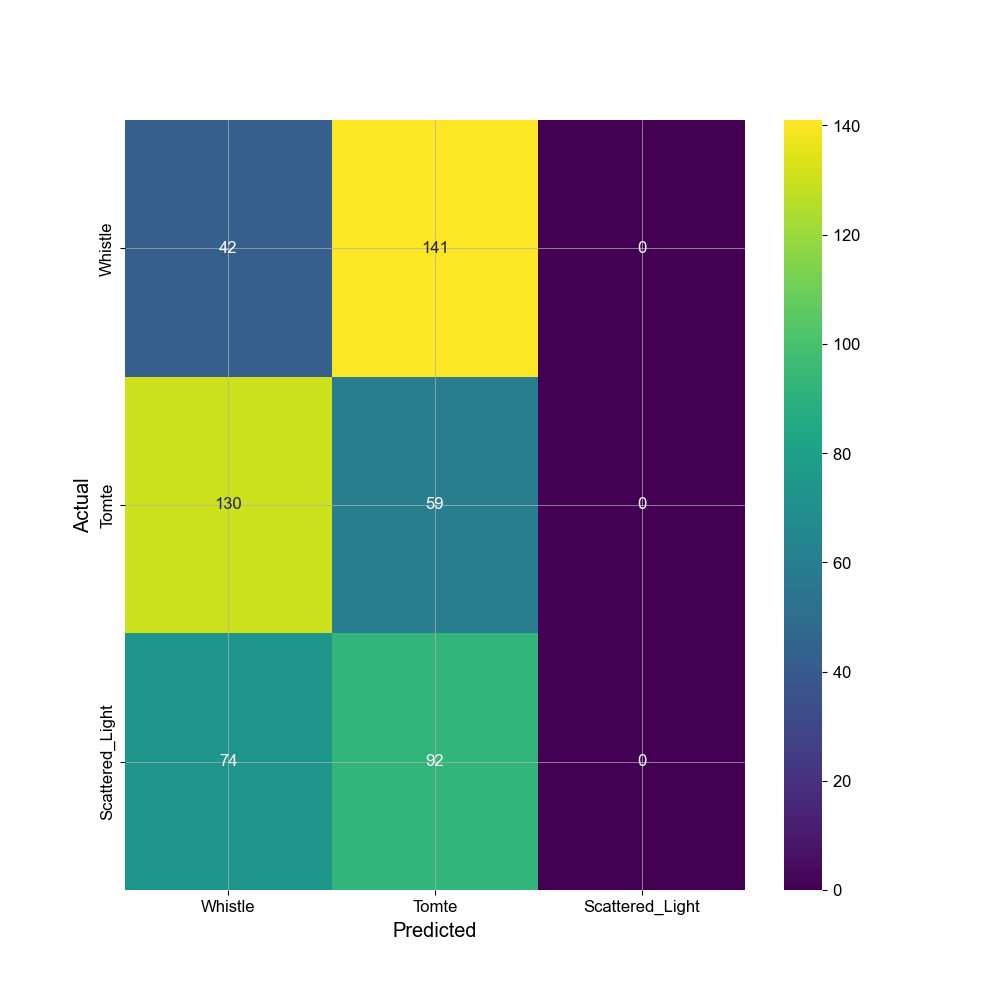 Actual
Whistle
42 141 0
Tomte
130 59 0
Scattered_Light
74 92 0
Whistle Tomte Scattered_Light
Predicted
140
120
100
80
60
40
20
0